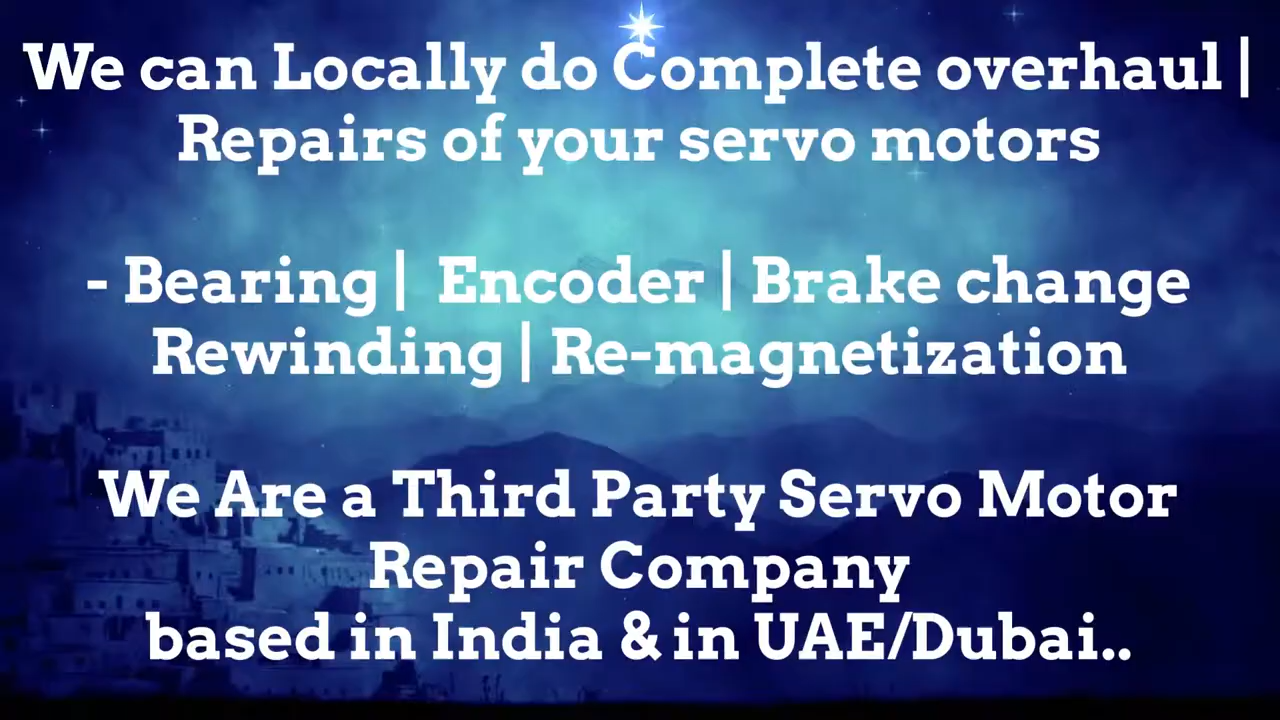 We can Locally do Complete overhaul |
Repairs of your servo motors
- Bearing | Encoder | Brake change
Rewinding | Re-magnetization
We Are a Third Party Servo Motor
Repair Company
based in India & in UAE/Dubai..